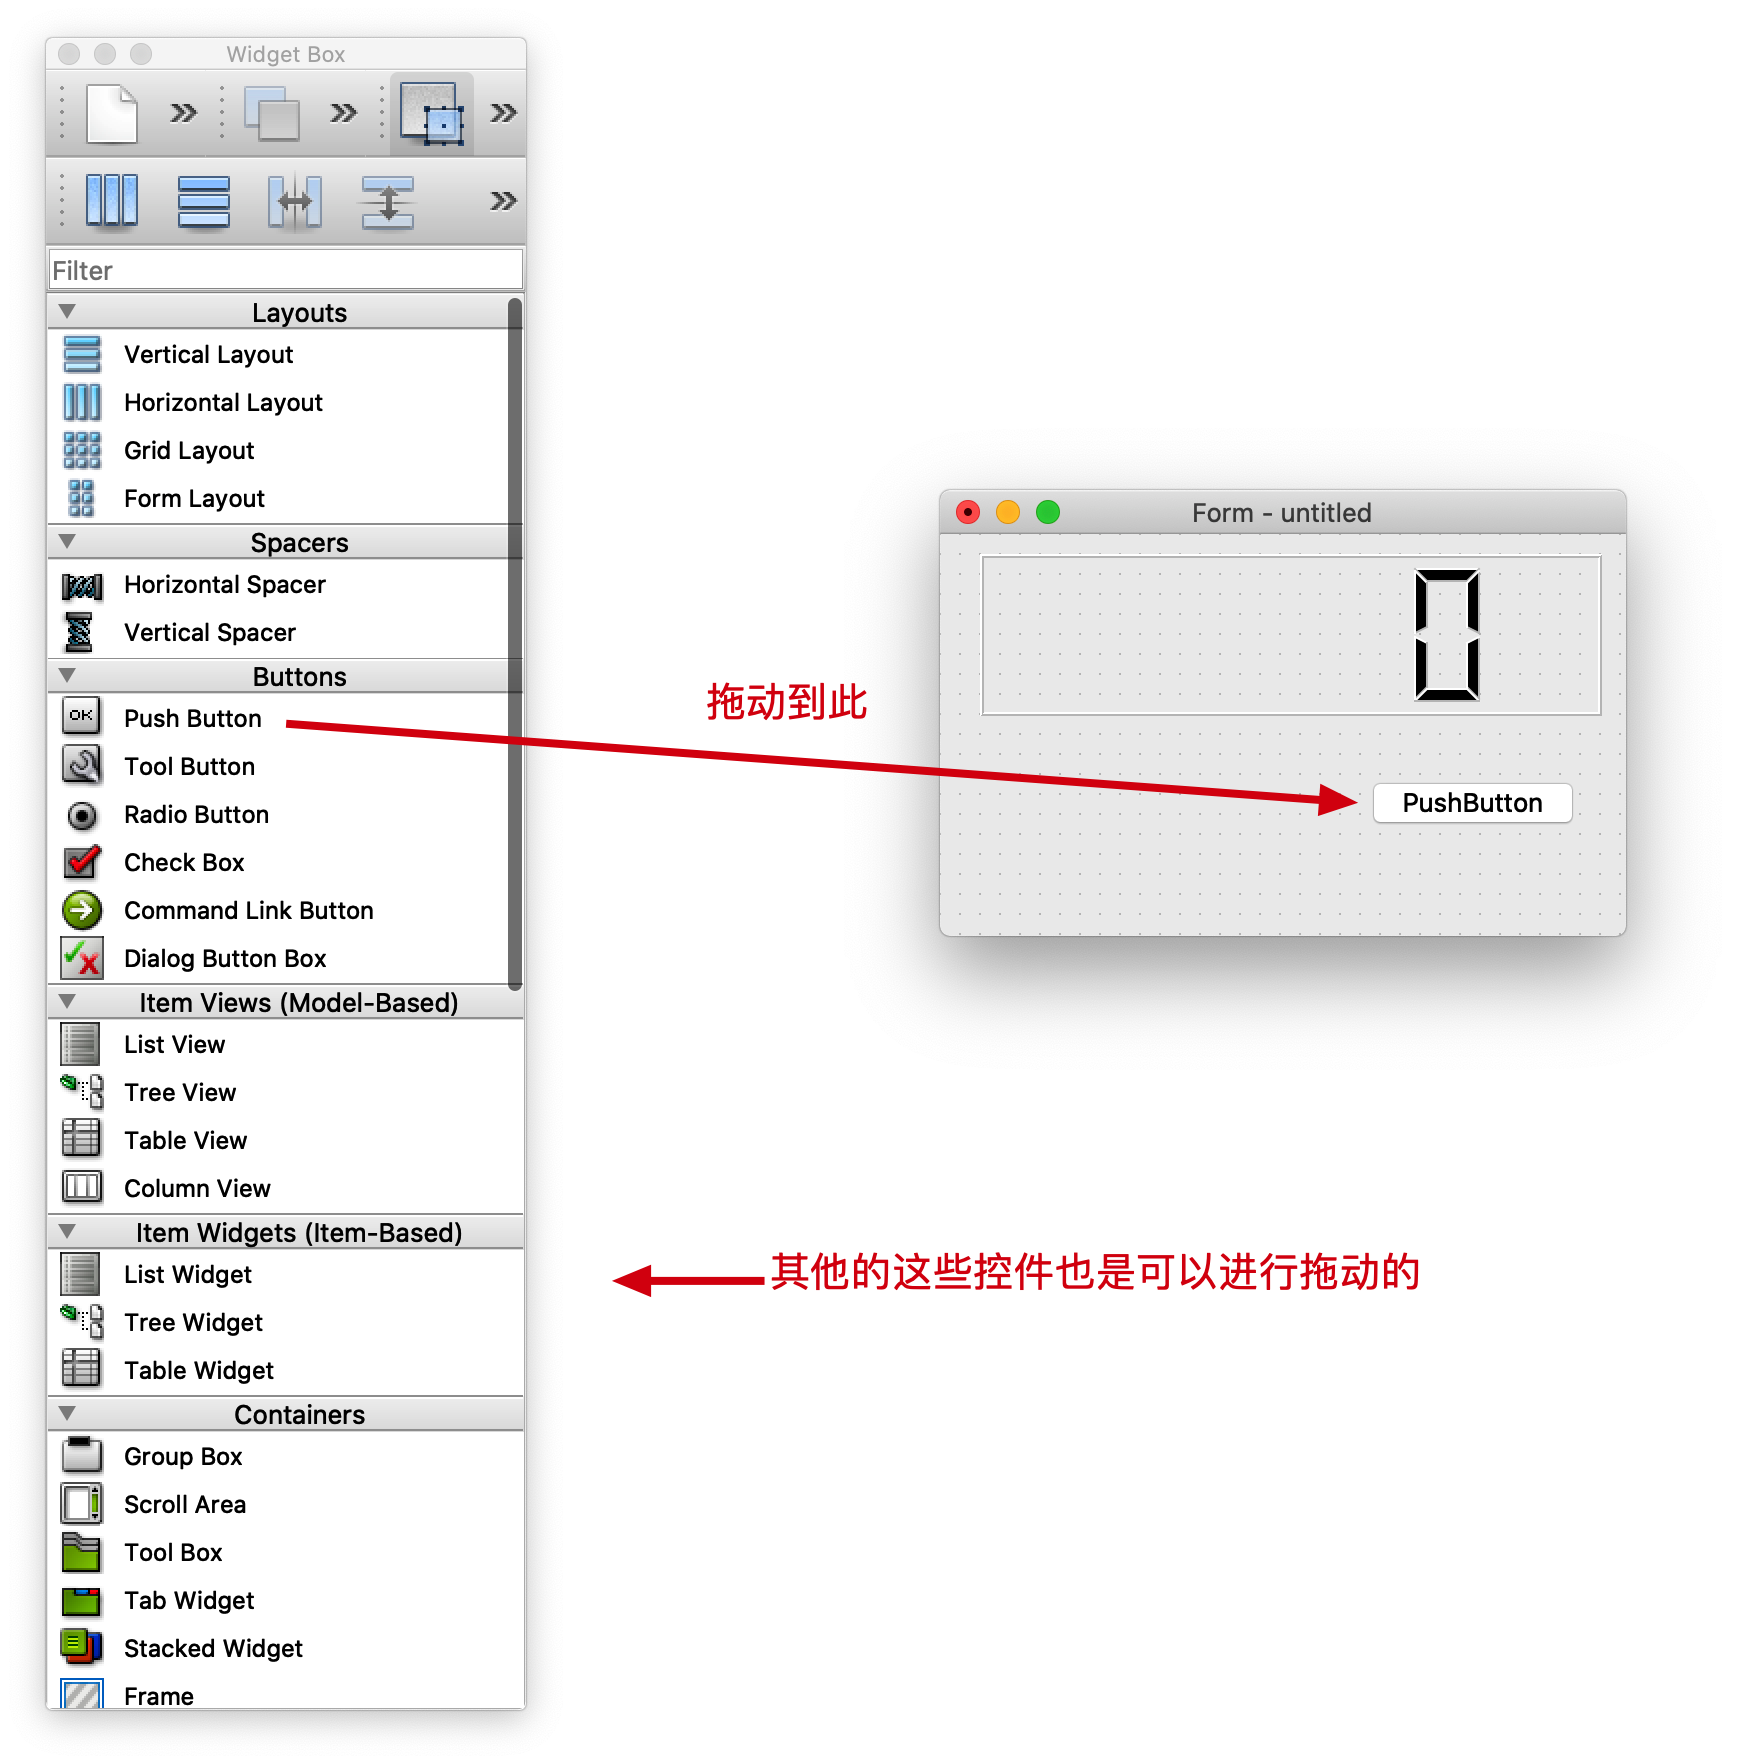 Widget Box
Filter
Layouts
Vertical Layout
Horizontal Layout
Grid Layout
Form Layout
Spacers
Horizontal Spacer
Vertical Spacer
Buttons
OK
Push Button
Tool Button
Radio Button
Check Box
Command Link Button
Dialog Button Box
Item Views (Model-Based)
List View
Tree View
Table View
Column View
Item Widgets (Item-Based)
List Widget
Tree Widget
Table Widget
Containers
Group Box
Scroll Area
Tool Box
Tab Widget
Stacked Widget
Frame
拖动到此
Form - untitled
0
PushButton
其他的这些控件也是可以进行拖动的